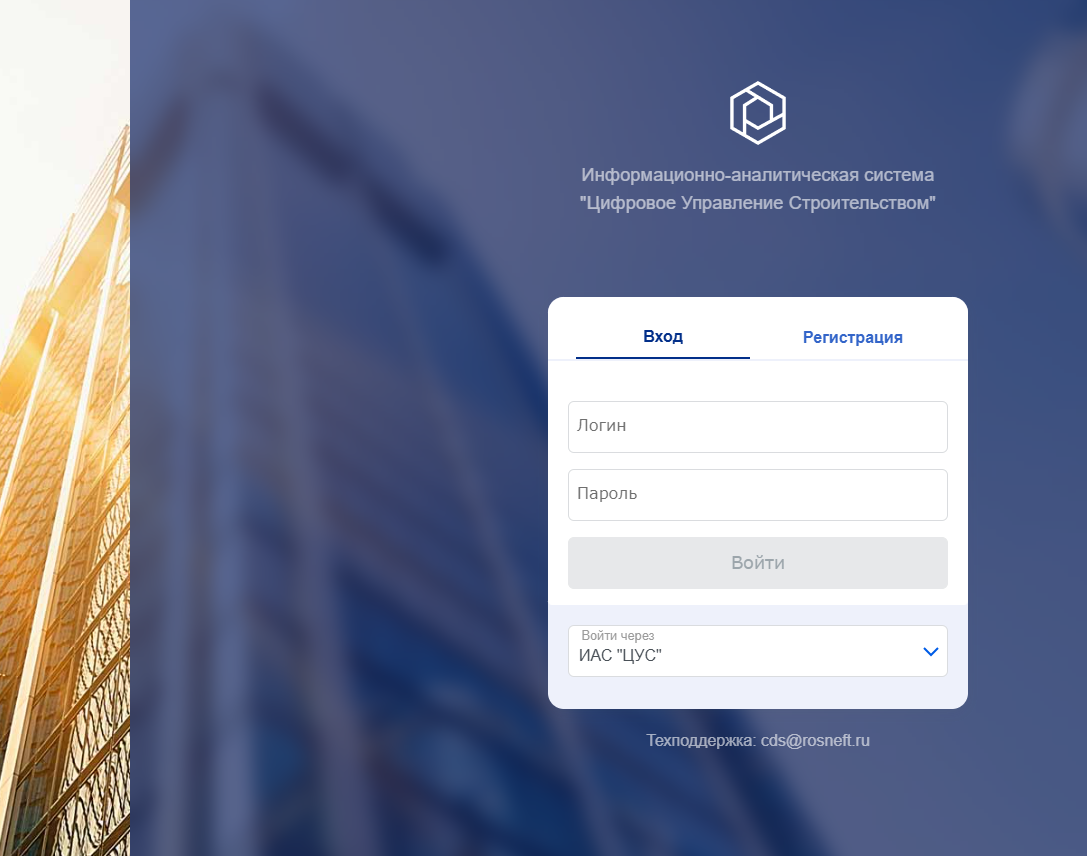 Информационно-аналитическая система
"Цифровое Управление Строительством"
Вход
Регистрация
Логин
Пароль
Войти
Войти через
ИАС "ЦУС"
Техподдержка: cds@rosneft.ru